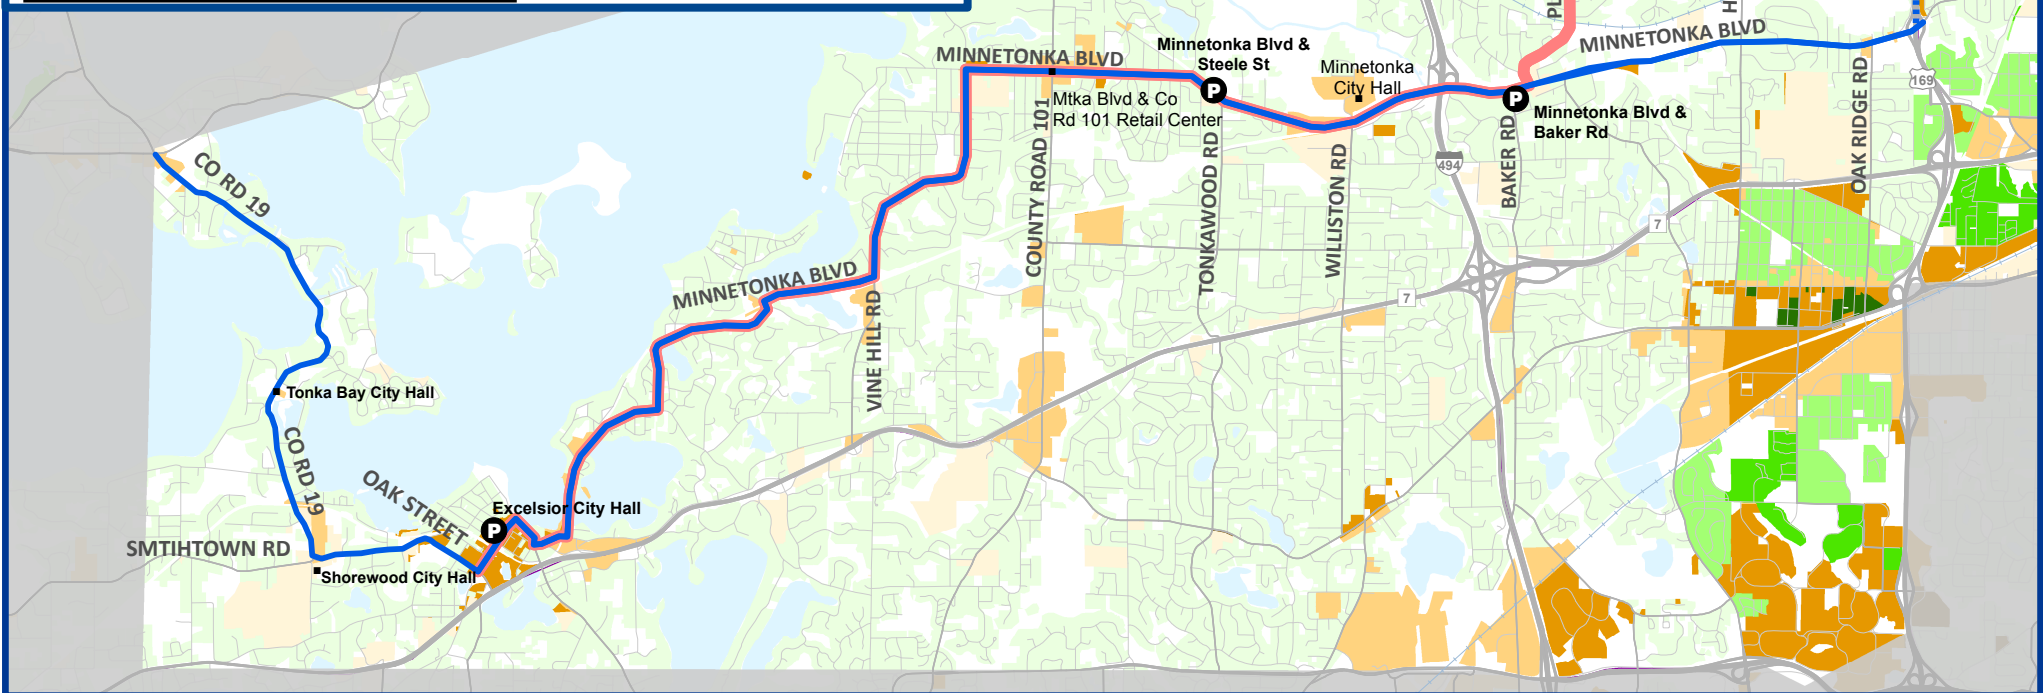 PL
H
MINNETONKA BLVD
MINNETONKA BLVD
Minnetonka Blvd &
Steele St
Minnetonka
City Hall
169
Mtka Blvd & Co
Rd 101 Retail Center
Minnetonka Blvd &
Baker Rd
P
P
OAK RIDGE RD
COUNTY ROAD 101
TONKAWOOD RD
WILLISTON RD
BAKER RD
494
CO RD 19
7
7
MINNETONKA BLVD
VINE HILL RD
Tonka Bay City Hall
CO RD 19
OAK STREET
Excelsior City Hall
P
SMTIHTOWN RD
Shorewood City Hall